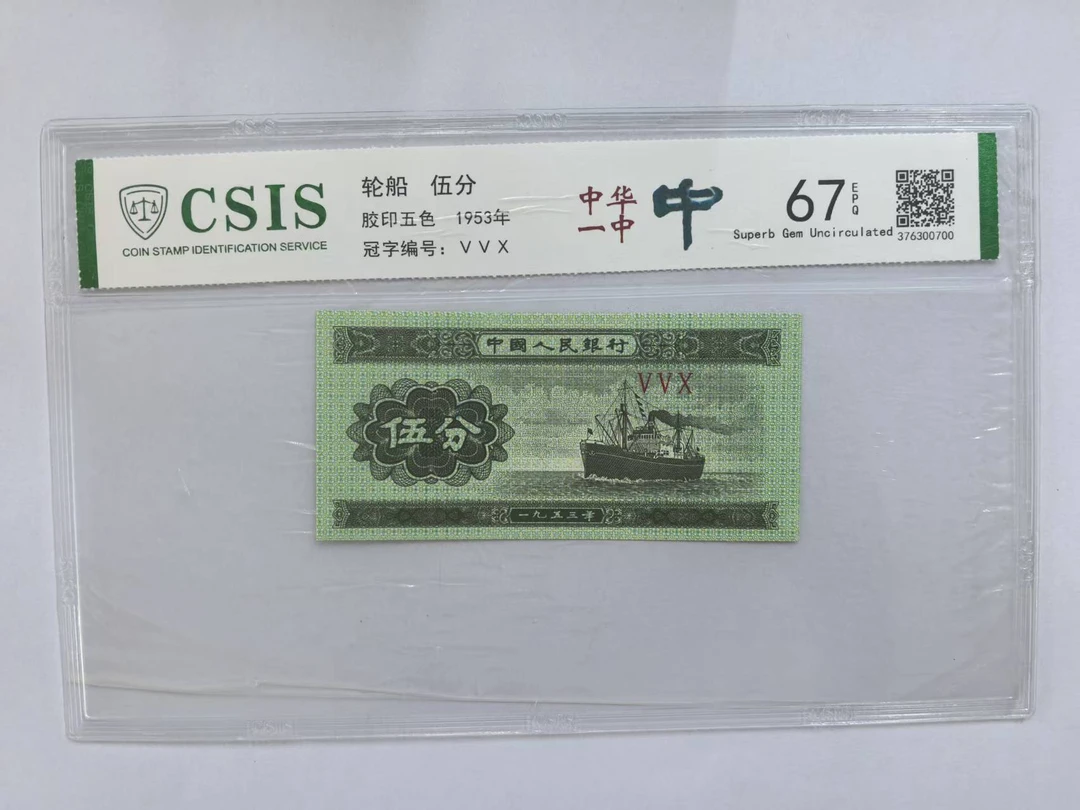 CSIS
COIN STAMP IDENTIFICATION SERVICE
轮船 伍分
胶印五色 1953年
冠字编号: V V X
中华
一中
中
67 EPQ
Superb Gem Uncirculated
376300700
中國人民銀行
VVX
伍分
一九五三年